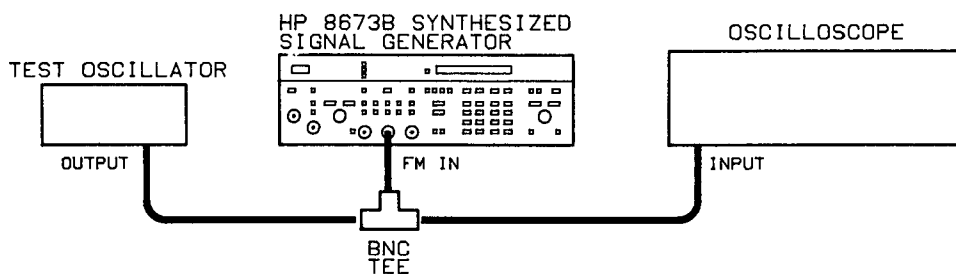 HP 8673B SYNTHESIZED
SIGNAL GENERATOR
OSCILLOSCOPE
TEST OSCILLATOR
OUTPUT
FM IN
INPUT
BNC
TEE